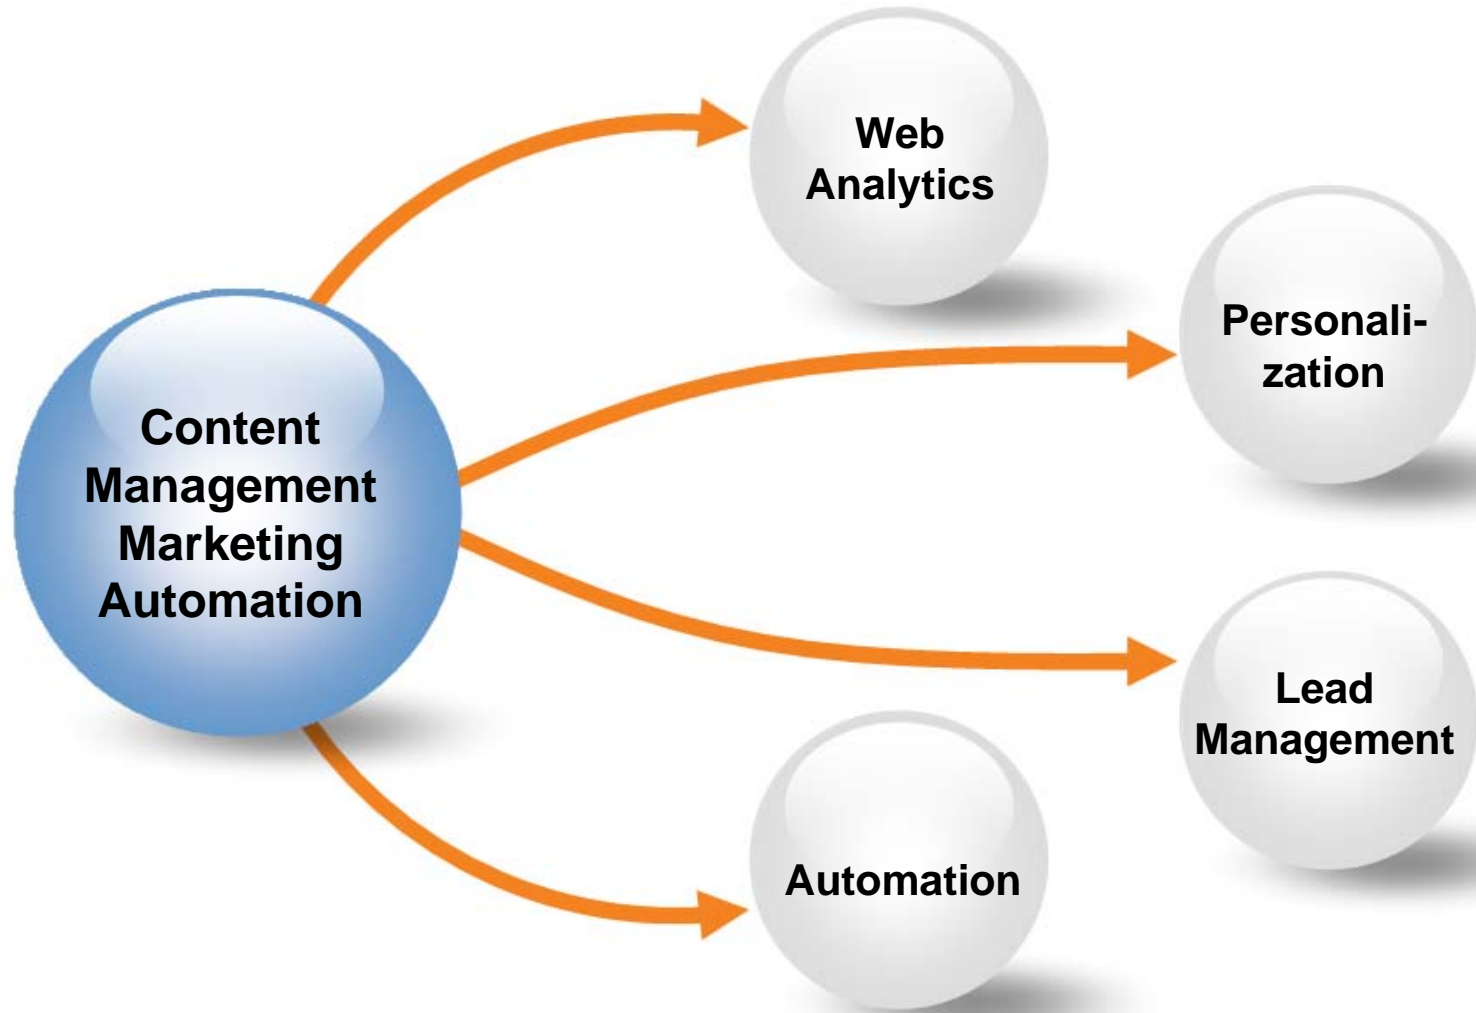 Web
Analytics
Personali-
zation
Content
Management
Marketing
Automation
Lead
Management
Automation